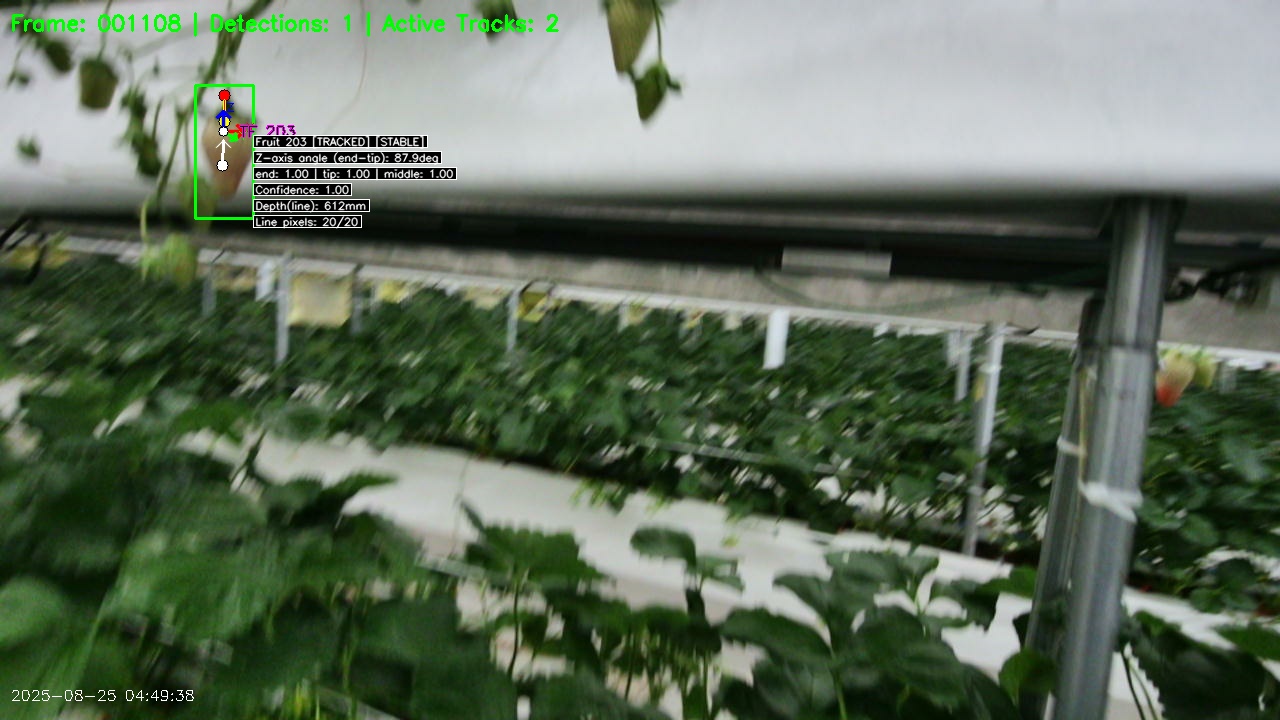 Frame: 001108 | Detections: 1 | Active Tracks: 2
TF_203
Fruit 203 [TRACKED] [STABLE]
Z-axis angle (end-tip): 87.9deg
end: 1.00 | tip: 1.00 | middle: 1.00
Confidence: 1.00
Depth(line): 612mm
Line pixels: 20/20
2025-08-25 04:49:38